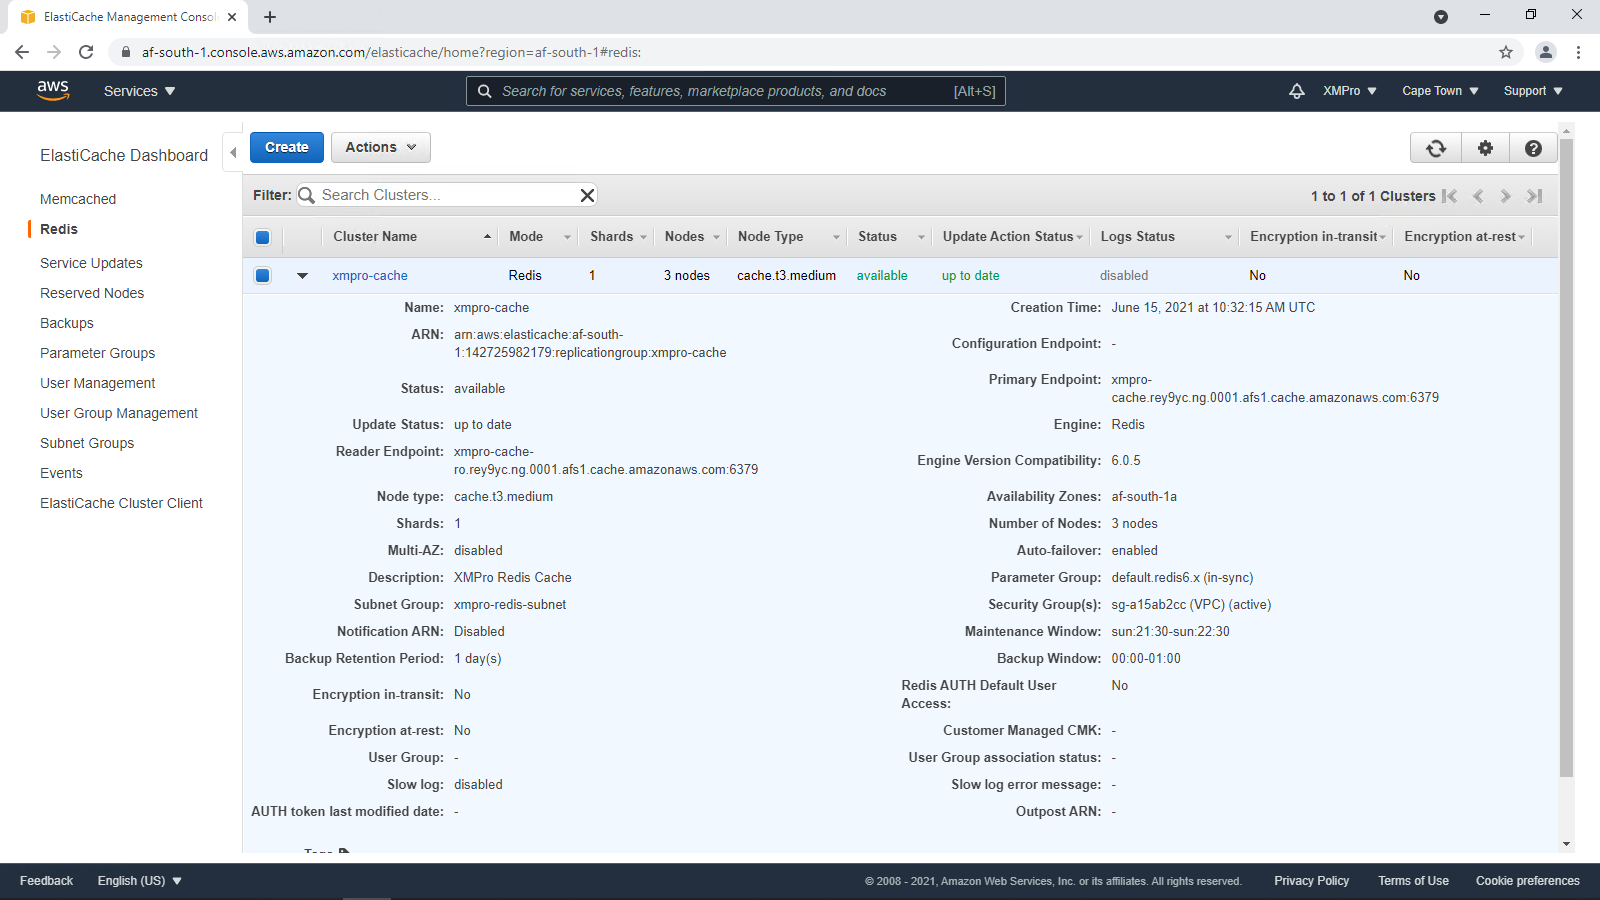 ElastiCache Management Consol
af-south-1.console.aws.amazon.com/elasticache/home?region=af-south-1#redis:
aws
Services
Search for services, features, marketplace products, and docs
[Alt+S]
XMPro
Cape Town
Support
ElastiCache Dashboard
Memcached
Redis
Service Updates
Reserved Nodes
Backups
Parameter Groups
User Management
User Group Management
Subnet Groups
Events
ElastiCache Cluster Client
Create
Actions
Filter: Search Clusters...
1 to 1 of 1 Clusters
Cluster Name Mode Shards Nodes Node Type Status Update Action Status Logs Status Encryption in-transit Encryption at-rest
xmpro-cache Redis 1 3 nodes cache.t3.medium available up to date disabled No No
Name: xmpro-cache
ARN: arn:aws:elasticache:af-south-
1:142725982179:replicationgroup:xmpro-cache
Status: available
Update Status: up to date
Reader Endpoint: xmpro-cache-
ro.rey9yc.ng.0001.afs1.cache.amazonaws.com:6379
Node type: cache.t3.medium
Shards: 1
Multi-AZ: disabled
Description: XMPro Redis Cache
Subnet Group: xmpro-redis-subnet
Notification ARN: Disabled
Backup Retention Period: 1 day(s)
Encryption in-transit: No
Encryption at-rest: No
User Group: -
Slow log: disabled
AUTH token last modified date: -
Creation Time: June 15, 2021 at 10:32:15 AM UTC
Configuration Endpoint: -
Primary Endpoint: xmpro-
cache.rey9yc.ng.0001.afs1.cache.amazonaws.com:6379
Engine: Redis
Engine Version Compatibility: 6.0.5
Availability Zones: af-south-1a
Number of Nodes: 3 nodes
Auto-failover: enabled
Parameter Group: default.redis6.x (in-sync)
Security Group(s): sg-a15ab2cc (VPC) (active)
Maintenance Window: sun:21:30-sun:22:30
Backup Window: 00:00-01:00
Redis AUTH Default User No
Access:
Customer Managed CMK: -
User Group association status: -
Slow log error message: -
Outpost ARN: -
Feedback
English (US)
© 2008 - 2021, Amazon Web Services, Inc. or its affiliates. All rights reserved.
Privacy Policy
Terms of Use
Cookie preferences